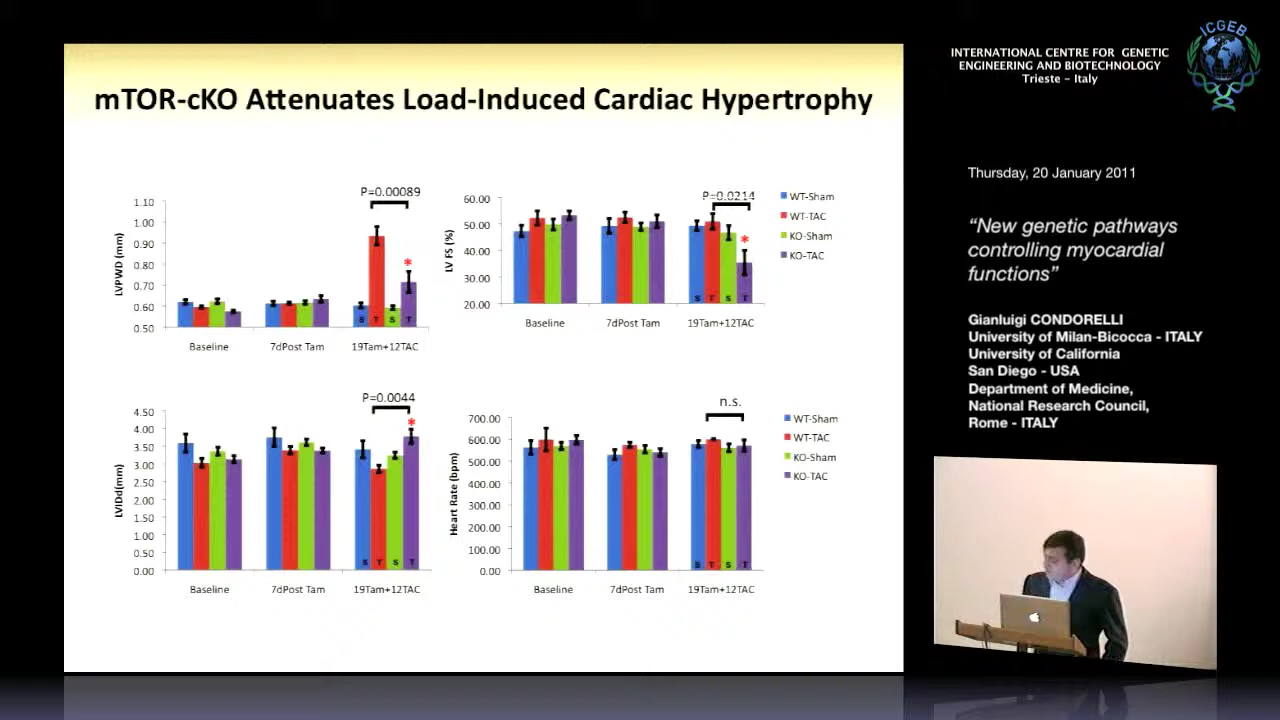 mTOR-cKO Attenuates Load-Induced Cardiac Hypertrophy
P=0.00089
LVPWD (mm)
1.10
1.00
0.90
0.80
0.70
0.60
0.50
*
S T S T
Baseline
7dPost Tam
19Tam+12TAC
P=0.0214
LV FS (%)
60.00
50.00
40.00
30.00
20.00
*
S T S T
Baseline
7dPost Tam
19Tam+12TAC
WT-Sham
WT-TAC
KO-Sham
KO-TAC
P=0.0044
LVIDd(mm)
4.50
4.00
3.50
3.00
2.50
2.00
1.50
1.00
0.50
0.00
*
S T S T
Baseline
7dPost Tam
19Tam+12TAC
n.s.
Heart Rate (bpm)
700.00
600.00
500.00
400.00
300.00
200.00
100.00
0.00
S T S T
Baseline
7dPost Tam
19Tam+12TAC
WT-Sham
WT-TAC
KO-Sham
KO-TAC
INTERNATIONAL CENTRE FOR GENETIC
ENGINEERING AND BIOTECHNOLOGY
Trieste - Italy
ICGEB
Thursday, 20 January 2011
“New genetic pathways
controlling myocardial
functions”
Gianluigi CONDORELLI
University of Milan-Bicocca - ITALY
University of California
San Diego - USA
Department of Medicine,
National Research Council,
Rome - ITALY